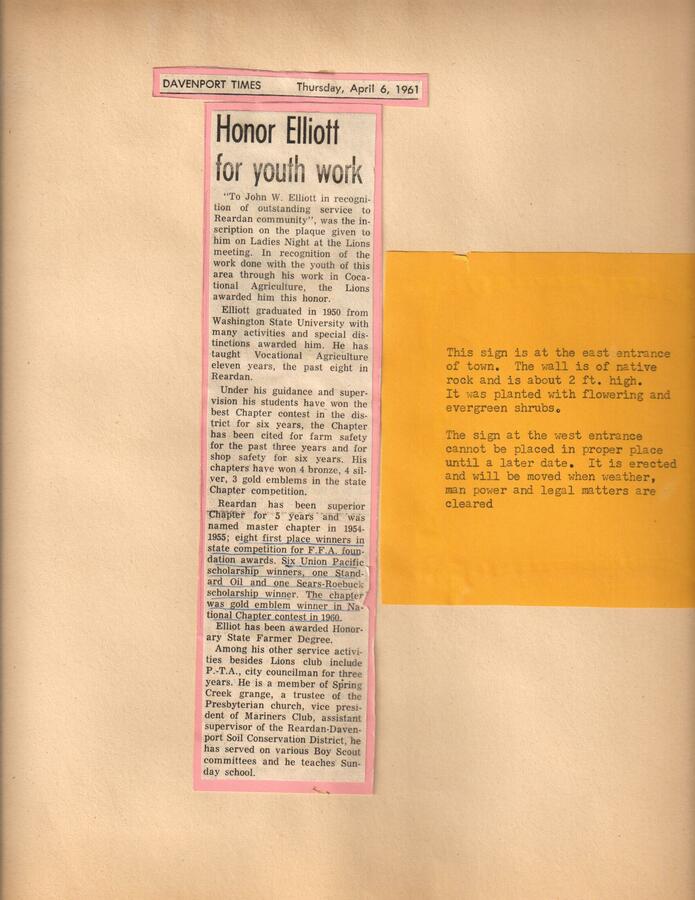 DAVENPORT TIMES Thursday, April 6, 1961
Honor Elliott
for youth work
"To John W. Elliott in recogni-
tion of outstanding service to
Reardan community", was the in-
scription on the plaque given to
him on Ladies Night at the Lions
meeting. In recognition of the
work done with the youth of this
area through his work in Coca-
tional Agriculture, the Lions
awarded him this honor.
Elliott graduated in 1950 from
Washington State University with
many activities and special dis-
tinctions awarded him. He has
taught Vocational Agriculture
eleven years, the past eight in
Reardan.
Under his guidance and super-
vision his students have won the
best Chapter contest in the dis-
trict for six years, the Chapter
has been cited for farm safety
for the past three years and for
shop safety for six years. His
chapters have won 4 bronze, 4 sil-
ver, 3 gold emblems in the state
Chapter competition.
Reardan has been superior
Chapter for 5 years and was
named master chapter in 1954-
1955; eight first place winners in
state competition for F.F.A. foun-
dation awards. Six Union Pacific
scholarship winners, one Stand-
ard Oil and one Sears-Roebuck
scholarship winner. The chapter
was gold emblem winner in Na-
tional Chapter contest in 1960.
Elliot has been awarded Honor-
ary State Farmer Degree.
Among his other service activi-
ties besides Lions club include
P.-T.A., city councilman for three
years. He is a member of Spring
Creek grange, a trustee of the
Presbyterian church, vice presi-
dent of Mariners Club, assistant
supervisor of the Reardan-Daven-
port Soil Conservation District, he
has served on various Boy Scout
committees and he teaches Sun-
day school.
This sign is at the east entrance
of town. The wall is of native
rock and is about 2 ft. high.
It was planted with flowering and
evergreen shrubs.
The sign at the west entrance
cannot be placed in proper place
until a later date. It is erected
and will be moved when weather,
man power and legal matters are
cleared